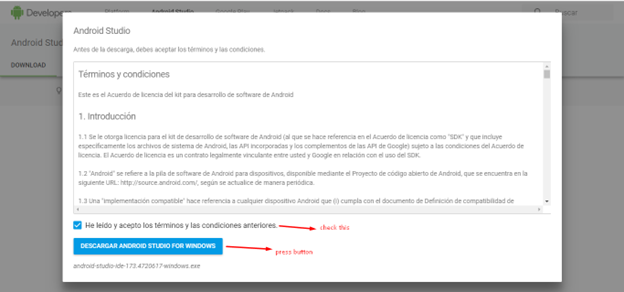 Developers
Platform
Android Studio
Google Play
Docs
Blog
Buscar
Android Studio
DOWNLOAD
Android Studio
Antes de la descarga, debes aceptar los términos y las condiciones.
Términos y condiciones
Este es el Acuerdo de licencia del kit para desarrollo de software de Android
1. Introducción
1.1 Se le otorga licencia para el kit de desarrollo de software de Android (al que se hace referencia en el Acuerdo de licencia como "SDK" y que incluye
específicamente los archivos de sistema de Android, las API incorporadas y los complementos de las API de Google) sujeto a las condiciones del Acuerdo de
licencia. El Acuerdo de licencia es un contrato legalmente vinculante entre usted y Google en relación con el uso del SDK.
1.2 "Android" se refiere a la pila de software de Android para dispositivos, disponible mediante el Proyecto de código abierto de Android, que se encuentra en la
siguiente URL: http://source.android.com/, según se actualice de manera periódica.
1.3 Una "implementación compatible" hace referencia a cualquier dispositivo Android que (i) cumpla con el documento de Definición de compatibilidad de
He leído y acepto los términos y las condiciones anteriores.
check this
DESCARGAR ANDROID STUDIO FOR WINDOWS
press button
android-studio-ide-173.4720617-windows.exe